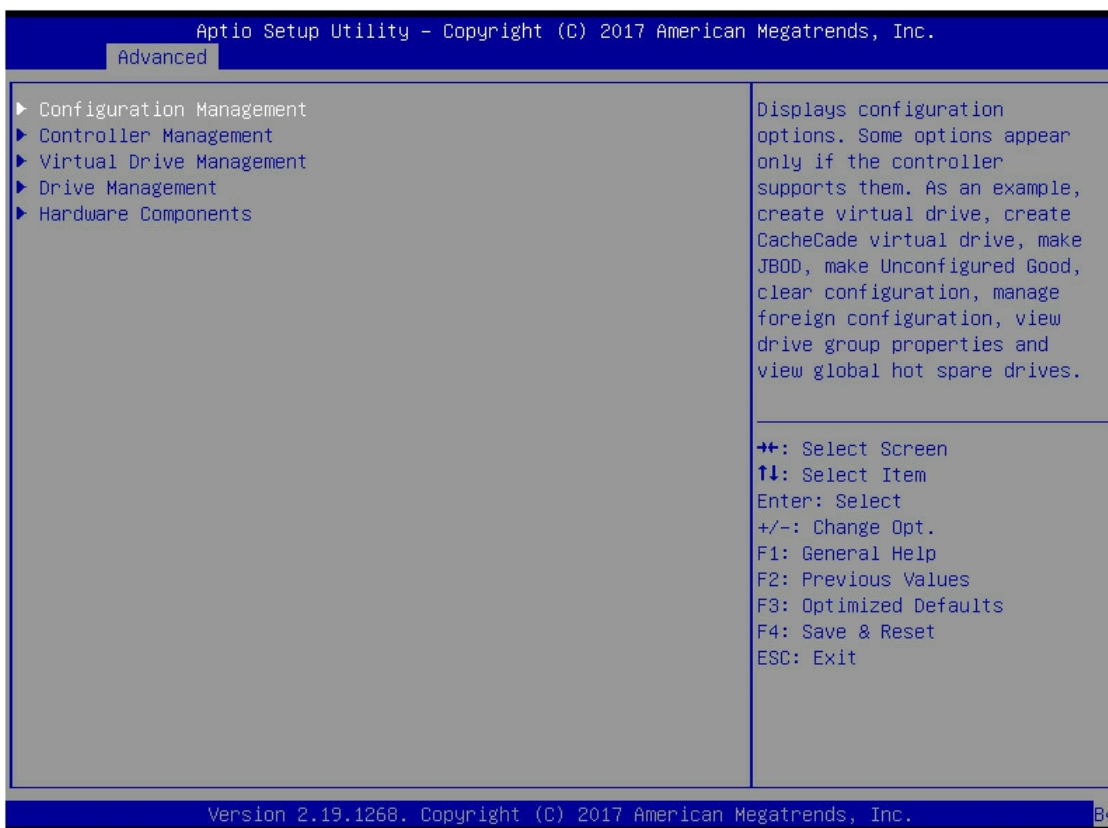 Aptio Setup Utility – Copyright (C) 2017 American Megatrends, Inc.
Advanced
Configuration Management
Controller Management
Virtual Drive Management
Drive Management
Hardware Components
Displays configuration
options. Some options appear
only if the controller
supports them. As an example,
create virtual drive, create
CacheCade virtual drive, make
JBOD, make Unconfigured Good,
clear configuration, manage
foreign configuration, view
drive group properties and
view global hot spare drives.
→←: Select Screen
↑↓: Select Item
Enter: Select
+/-: Change Opt.
F1: General Help
F2: Previous Values
F3: Optimized Defaults
F4: Save & Reset
ESC: Exit
Version 2.19.1268. Copyright (C) 2017 American Megatrends, Inc.